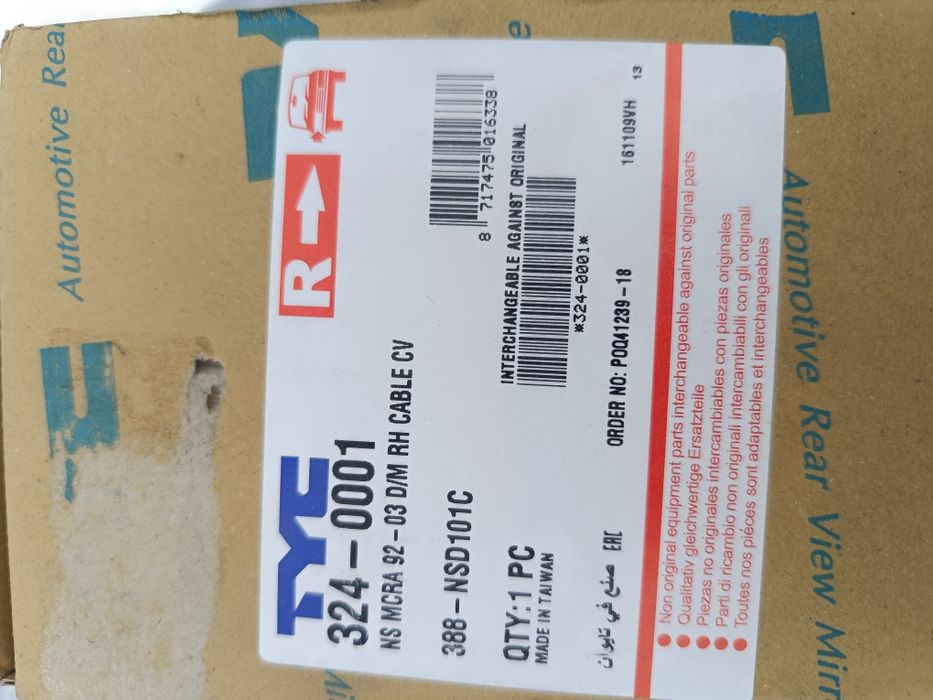 Automotive Rear
TYC
R
324-0001
NS MCRA 92-03 D/M RH CABLE CV
388-NSD101C
8 717475 016338
QTY:1 PC
INTERCHANGEABLE AGAINST ORIGINAL
MADE IN TAIWAN
*324-0001*
صنع في تايوان
EAC
ORDER NO: POQ41239-18
161109VH
13
Non original equipment parts interchangeable against original parts
Qualitativ gleichwertige Ersatzteile
Piezas no originales intercambiables con piezas originales
Parti di ricambio non originali intercambiabili con gli originali
Toutes nos piéces sont adaptables et interchangeables
Automotive Rear View Mirr